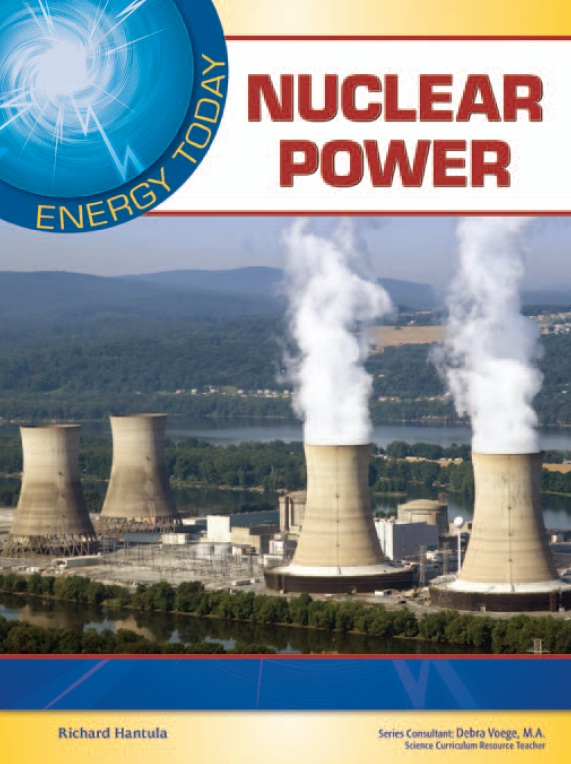 ENERGY TODAY
NUCLEAR
POWER
Richard Hantula
Series Consultant: Debra Voege, M.A.
Science Curriculum Resource Teacher